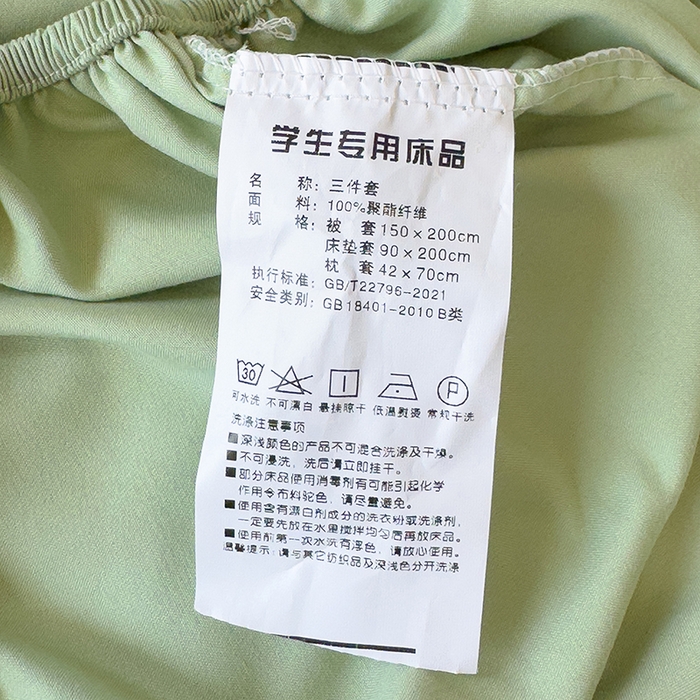 学生专用床品
名 称：三件套
面 料：100%聚酯纤维
规 格：被 套150×200cm
床垫套90×200cm
枕 套42×70cm
执行标准：GB/T22796-2021
安全类别：GB18401-2010 B类
30
P
可水洗 不可漂白 悬挂晾干 低温熨烫 常规干洗
洗涤注意事项
■深浅颜色的产品不可混合洗涤及干燥。
■不可浸洗，洗后请立即挂干。
■部分床品使用消毒剂有可能引起化学
作用令布料驼色，请尽量避免。
■使用含有漂白剂成分的洗衣粉或洗涤剂，
一定要先放在水里搅拌均匀后再放床品。
■使用前第一次水洗有浮色，请放心使用。
温馨提示：请与其它纺织品及深浅色分开洗涤